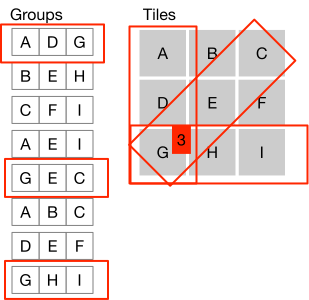 Groups
A D G
B E H
C F I
A E I
G E C
A B C
D E F
G H I
Tiles
A B C
D E F
3
G H I